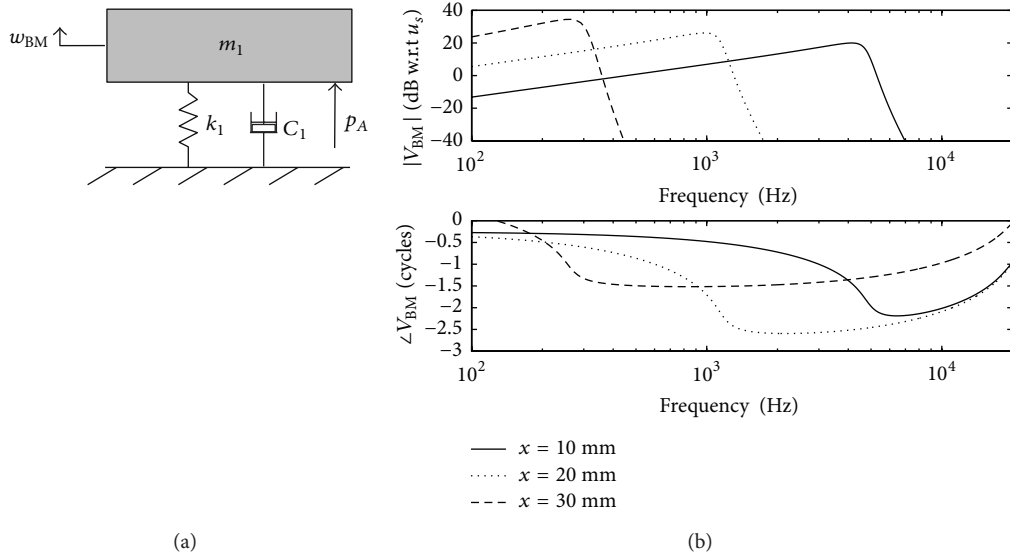 w_BM
m_1
k_1
C_1
p_A
(a)
|V_BM| (dB w.r.t u_s)
40
20
0
−20
−40
10^2
10^3
10^4
Frequency (Hz)
∠V_BM (cycles)
0
−0.5
−1
−1.5
−2
−2.5
−3
10^2
10^3
10^4
Frequency (Hz)
x = 10 mm
x = 20 mm
x = 30 mm
(b)